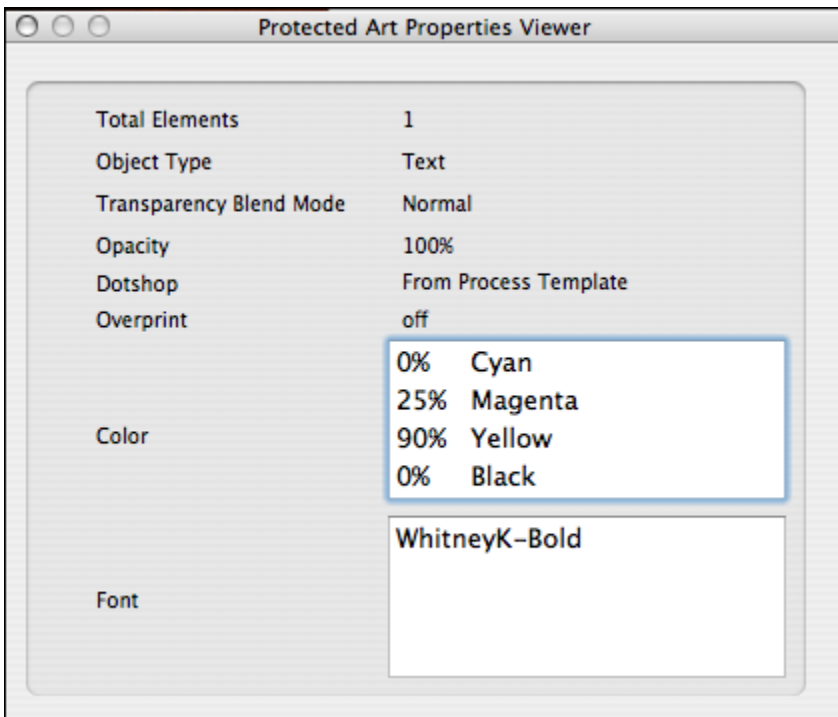 Protected Art Properties Viewer
Total Elements 1
Object Type Text
Transparency Blend Mode Normal
Opacity 100%
Dotshop From Process Template
Overprint off
Color
0% Cyan
25% Magenta
90% Yellow
0% Black
Font
WhitneyK-Bold